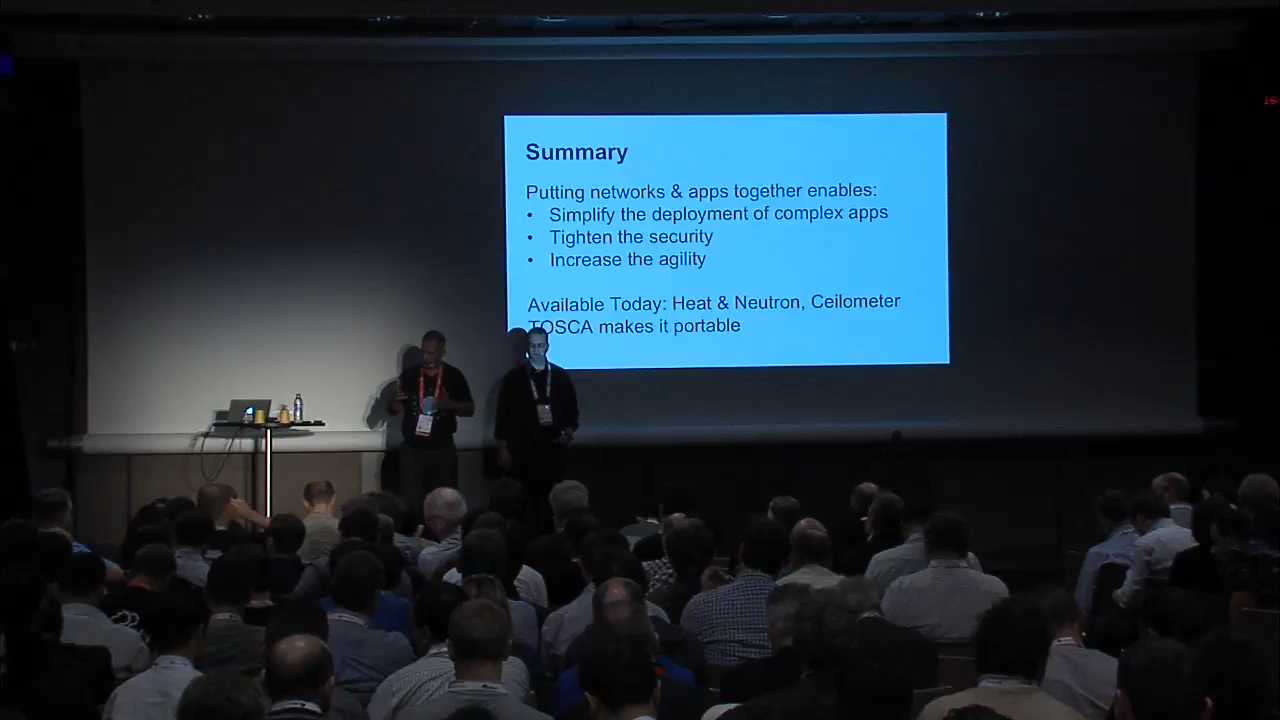 Summary
Putting networks & apps together enables:
• Simplify the deployment of complex apps
• Tighten the security
• Increase the agility
Available Today: Heat & Neutron, Ceilometer
TOSCA makes it portable